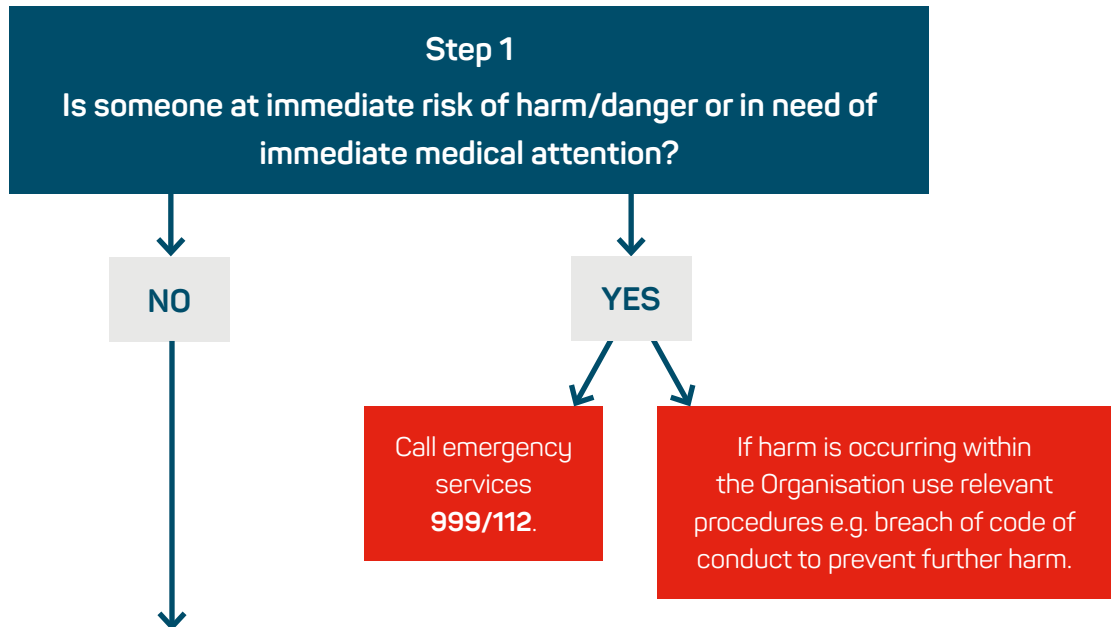 Step 1
Is someone at immediate risk of harm/danger or in need of
immediate medical attention?
NO
YES
Call emergency
services
999/112.
If harm is occurring within
the Organisation use relevant
procedures e.g. breach of code of
conduct to prevent further harm.